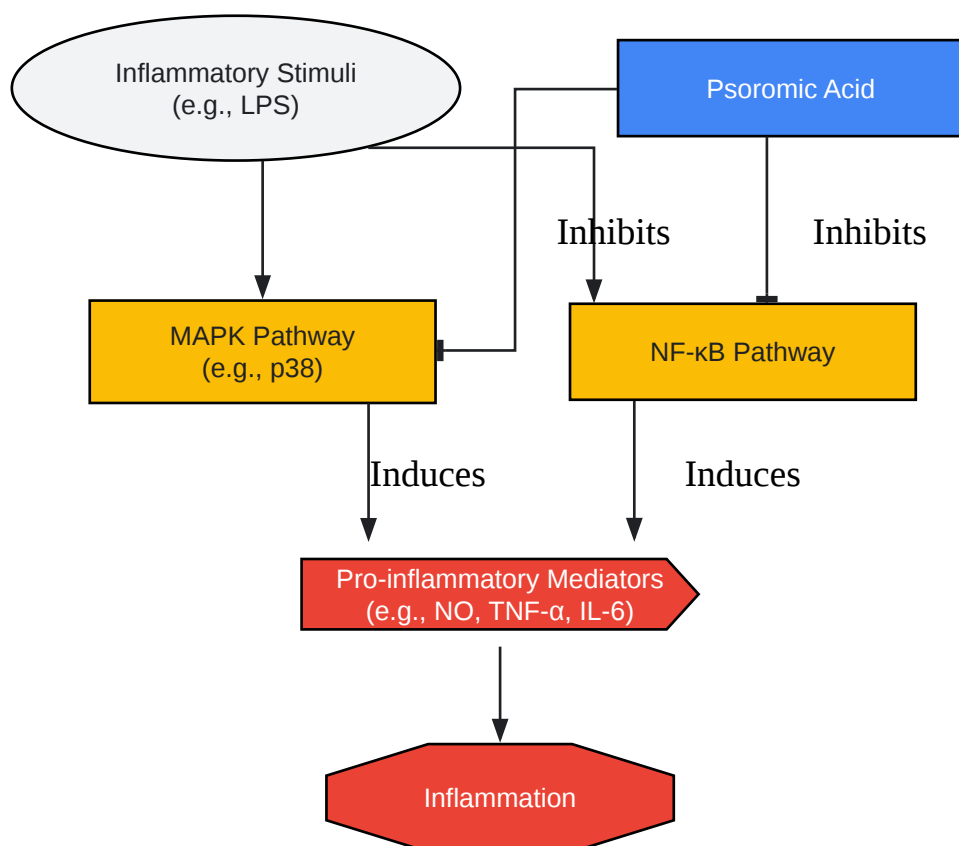 Inflammatory Stimuli
(e.g., LPS)
Psoromic Acid
Inhibits
Inhibits
MAPK Pathway
(e.g., p38)
NF-κB Pathway
Induces
Induces
Pro-inflammatory Mediators
(e.g., NO, TNF-α, IL-6)
Inflammation